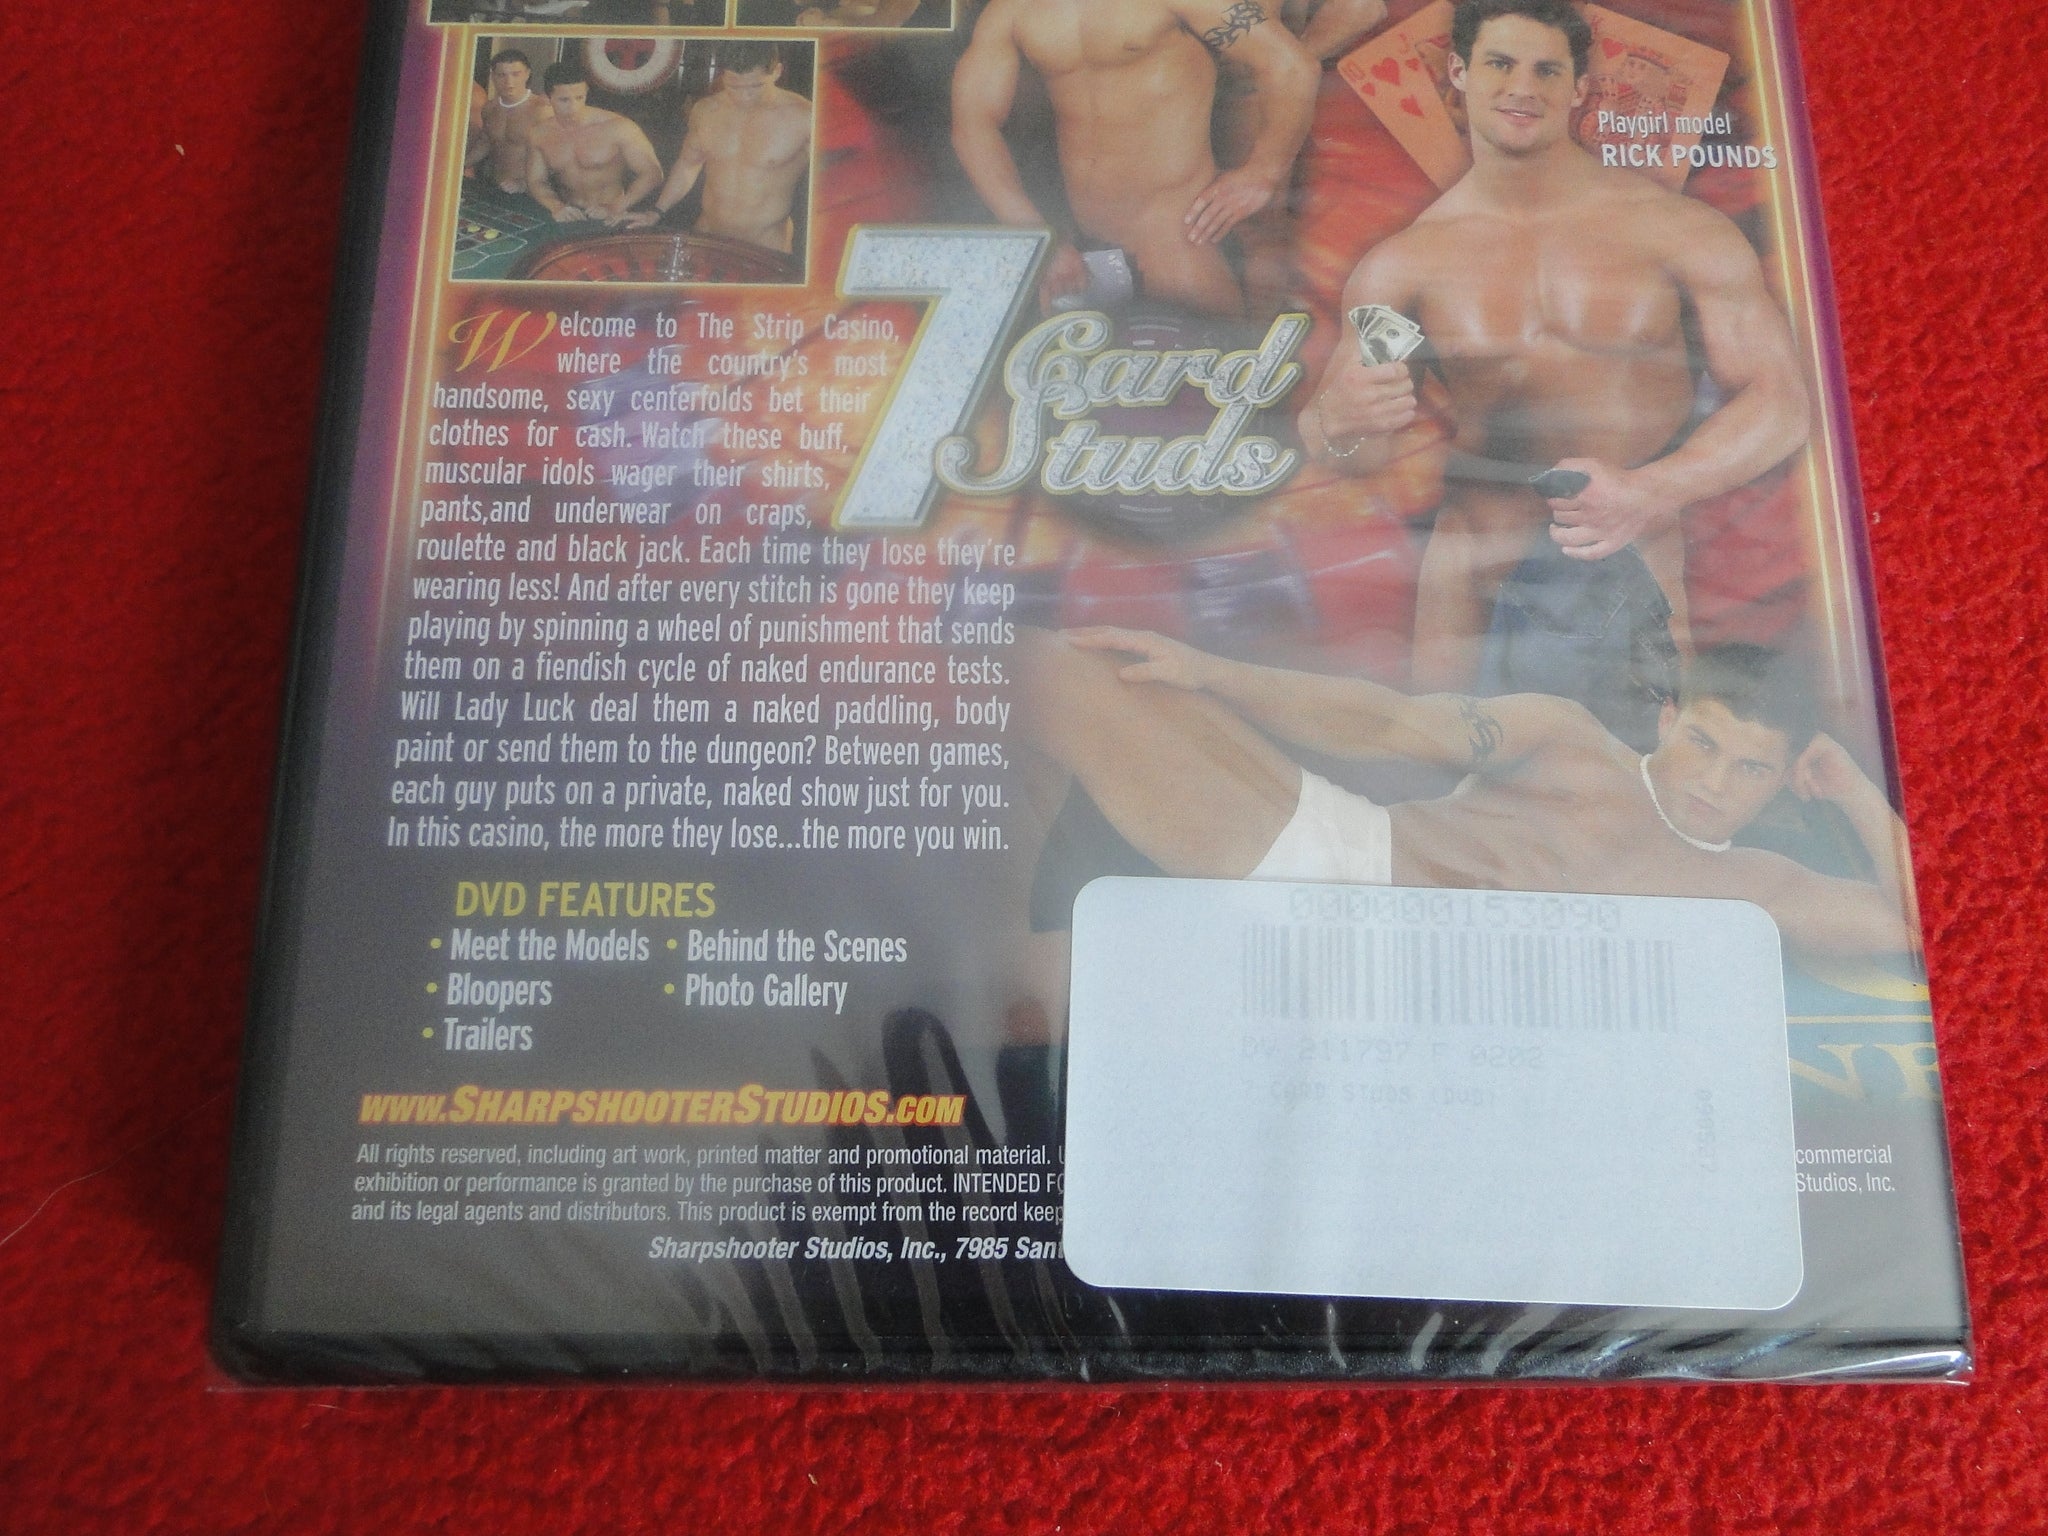 Playgirl model
RICK POUNDS
7 Card
Studs
Welcome to The Strip Casino,
where the country's most
handsome, sexy centerfolds bet their
clothes for cash. Watch these buff,
muscular idols wager their shirts,
pants,and underwear on craps,
roulette and black jack. Each time they lose they're
wearing less! And after every stitch is gone they keep
playing by spinning a wheel of punishment that sends
them on a fiendish cycle of naked endurance tests.
Will Lady Luck deal them a naked paddling, body
paint or send them to the dungeon? Between games,
each guy puts on a private, naked show just for you.
In this casino, the more they lose...the more you win.
DVD FEATURES
• Meet the Models • Behind the Scenes
• Bloopers • Photo Gallery
• Trailers
www.SharpshooterStudios.com
All rights reserved, including art work, printed matter and promotional material. commercial
exhibition or performance is granted by the purchase of this product. INTENDED Studios, Inc.
and its legal agents and distributors. This product is exempt from the record
Sharpshooter Studios, Inc., 7985
000000153090
DV 211797 F 0202
7 CARD STUDS (DVD)